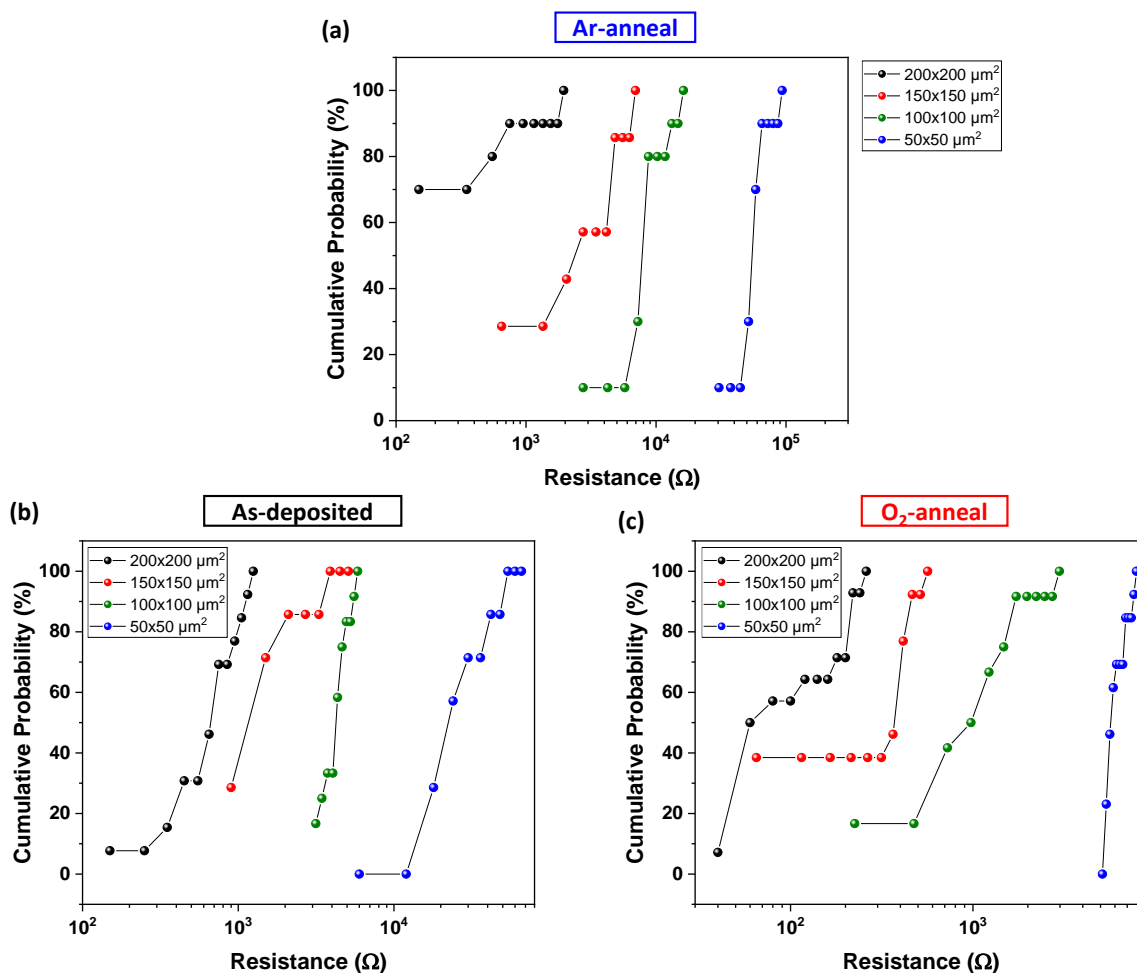 (a)
Ar-anneal
200x200 µm²
150x150 µm²
100x100 µm²
50x50 µm²
Cumulative Probability (%)
100
80
60
40
20
0
10² 10³ 10⁴ 10⁵
Resistance (Ω)
(b)
As-deposited
200x200 µm²
150x150 µm²
100x100 µm²
50x50 µm²
Cumulative Probability (%)
100
80
60
40
20
0
10² 10³ 10⁴
Resistance (Ω)
(c)
O₂-anneal
200x200 µm²
150x150 µm²
100x100 µm²
50x50 µm²
Cumulative Probability (%)
100
80
60
40
20
0
10² 10³
Resistance (Ω)